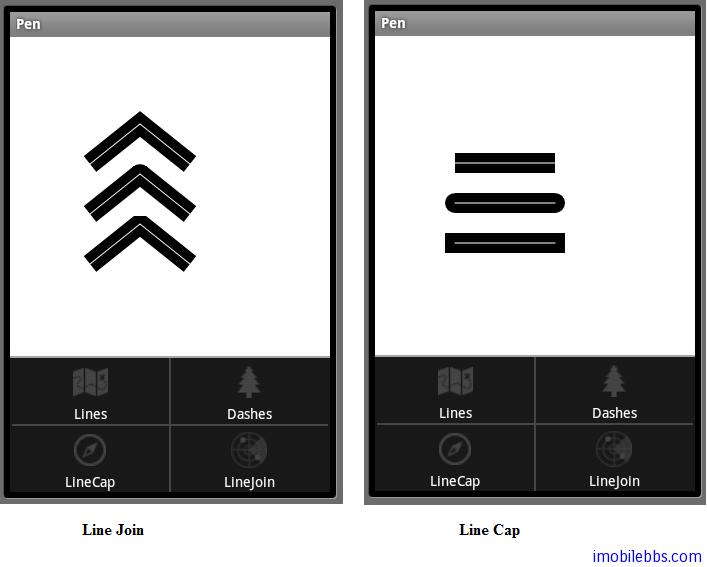 Pen
Lines
Dashes
LineCap
LineJoin
Line Join
Pen
Lines
Dashes
LineCap
LineJoin
Line Cap
imobilebbs.com